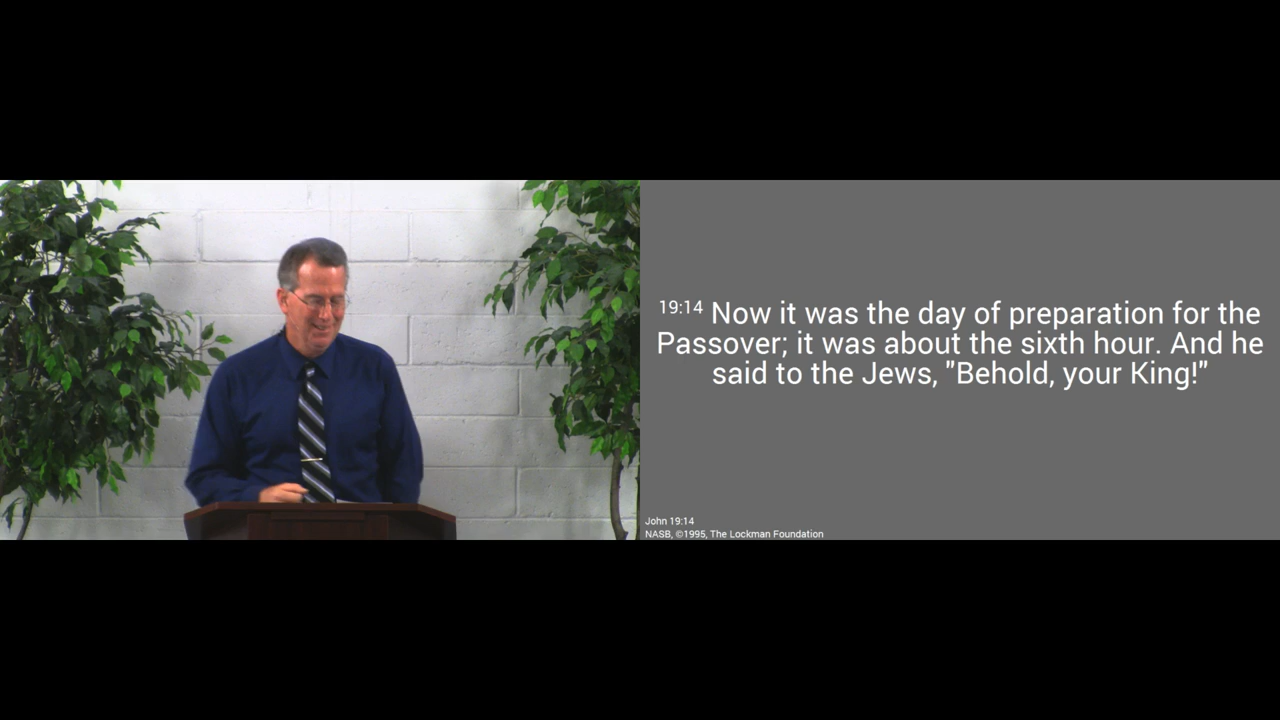 19:14 Now it was the day of preparation for the
Passover; it was about the sixth hour. And he
said to the Jews, "Behold, your King!"
John 19:14
NASB, ©1995, The Lockman Foundation